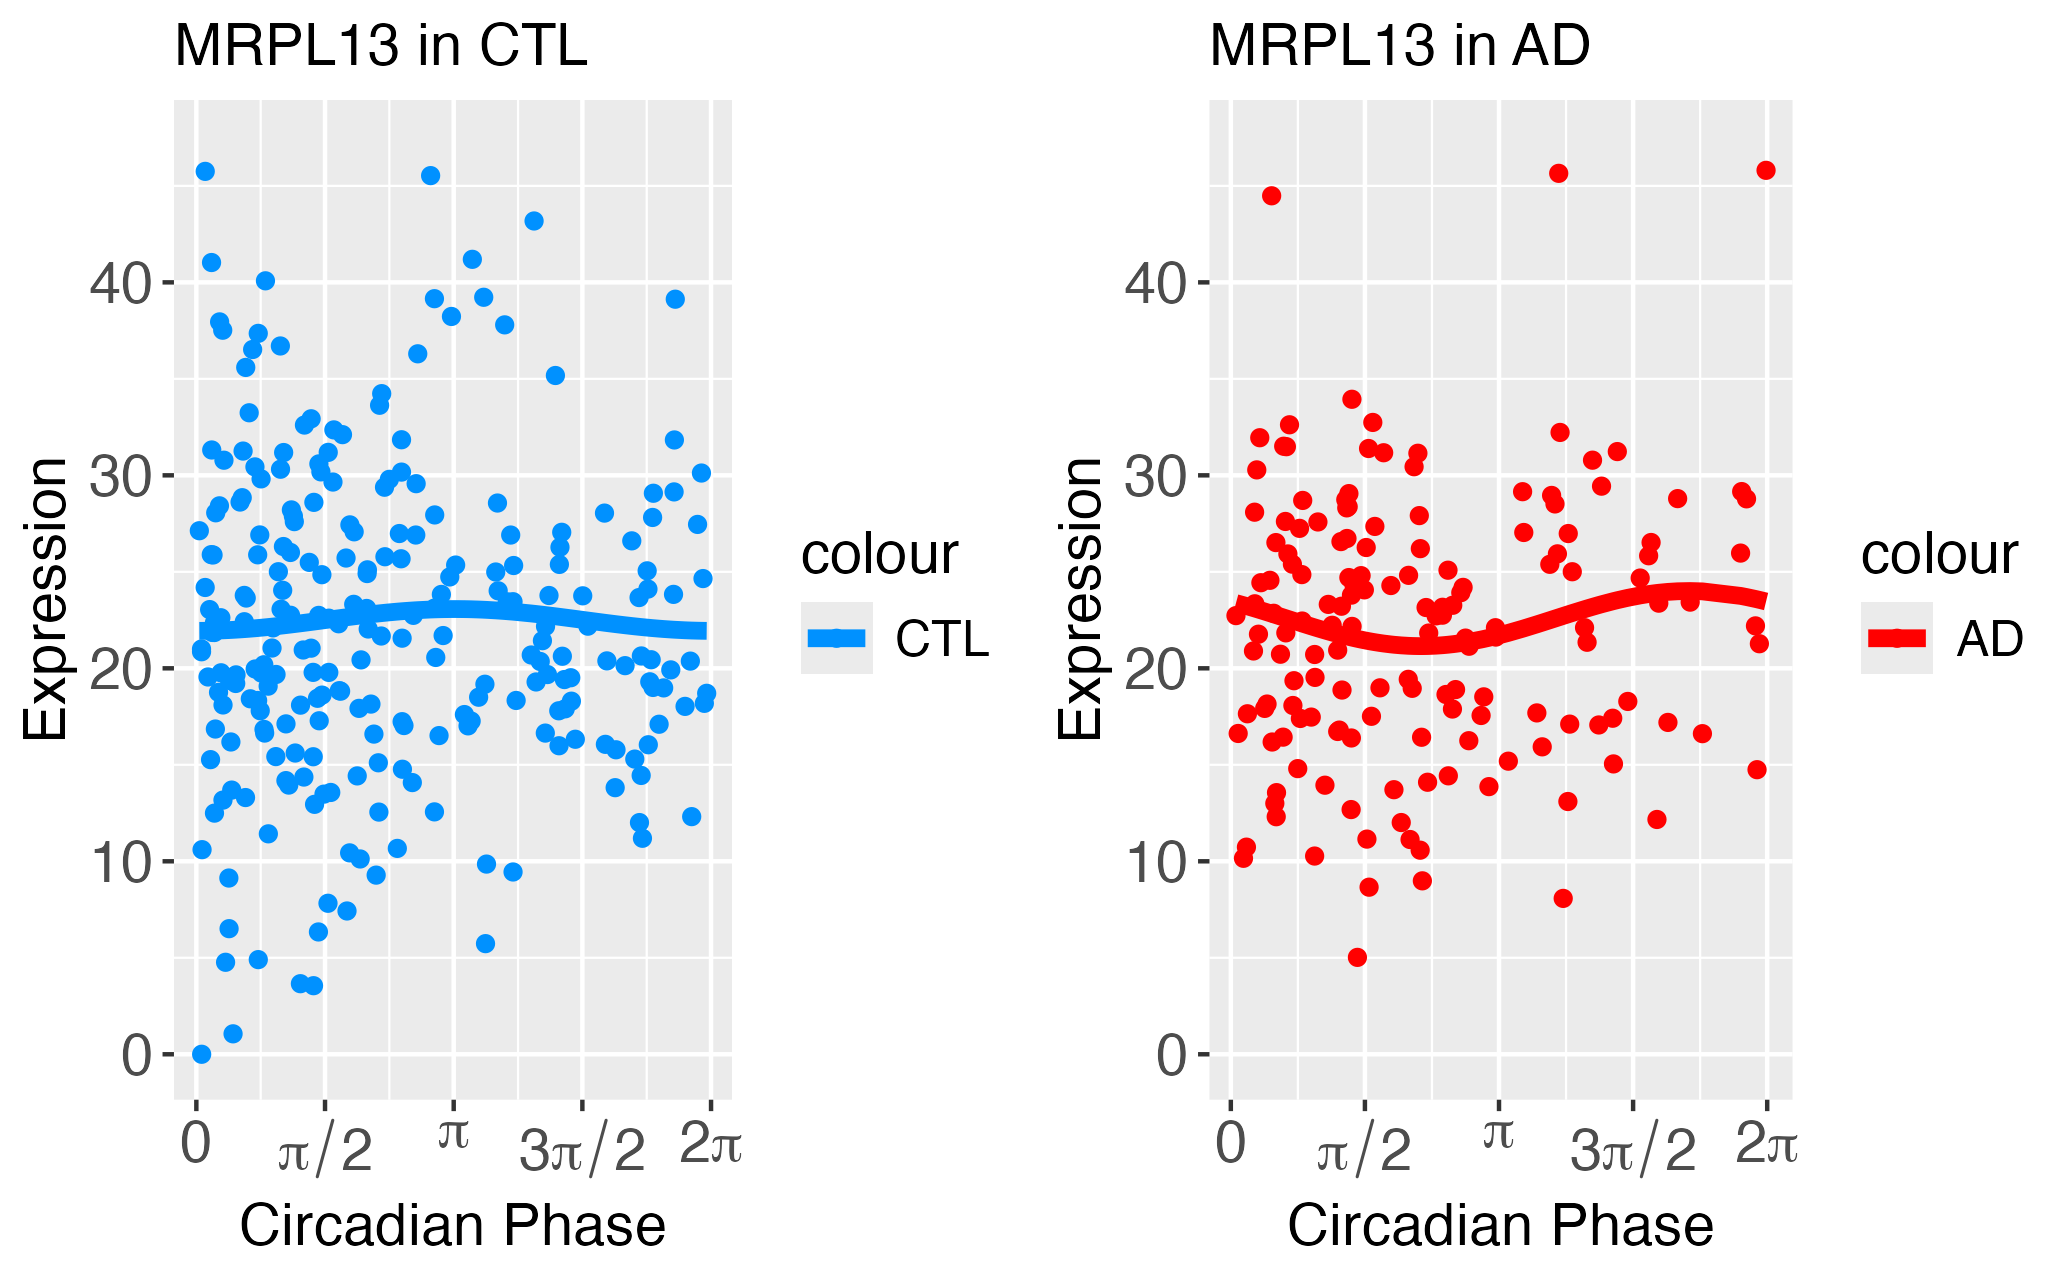 MRPL13 in CTL
Expression
40
30
20
10
0
0
π/2
π
3π/2
2π
Circadian Phase
colour
CTL
MRPL13 in AD
Expression
40
30
20
10
0
0
π/2
π
3π/2
2π
Circadian Phase
colour
AD